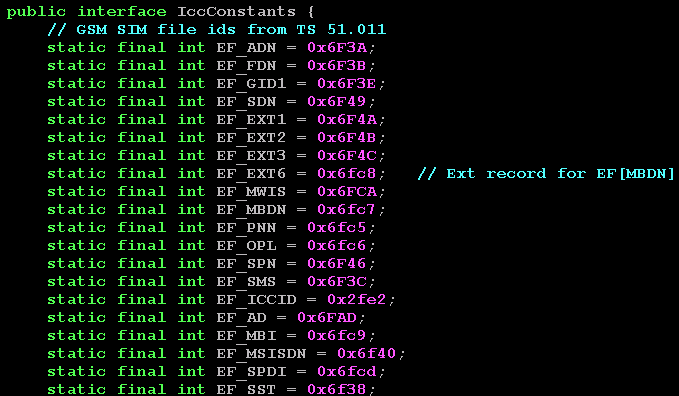 public interface IccConstants {
    // GSM SIM file ids from TS 51.011
    static final int EF_ADN = 0x6F3A;
    static final int EF_FDN = 0x6F3B;
    static final int EF_GID1 = 0x6F3E;
    static final int EF_SDN = 0x6F49;
    static final int EF_EXT1 = 0x6F4A;
    static final int EF_EXT2 = 0x6F4B;
    static final int EF_EXT3 = 0x6F4C;
    static final int EF_EXT6 = 0x6fc8;   // Ext record for EF[MBDN]
    static final int EF_MWIS = 0x6FCA;
    static final int EF_MBDN = 0x6fc7;
    static final int EF_PNN = 0x6fc5;
    static final int EF_OPL = 0x6fc6;
    static final int EF_SPN = 0x6F46;
    static final int EF_SMS = 0x6F3C;
    static final int EF_ICCID = 0x2fe2;
    static final int EF_AD = 0x6FAD;
    static final int EF_MBI = 0x6fc9;
    static final int EF_MSISDN = 0x6f40;
    static final int EF_SPDI = 0x6fcd;
    static final int EF_SST = 0x6f38;